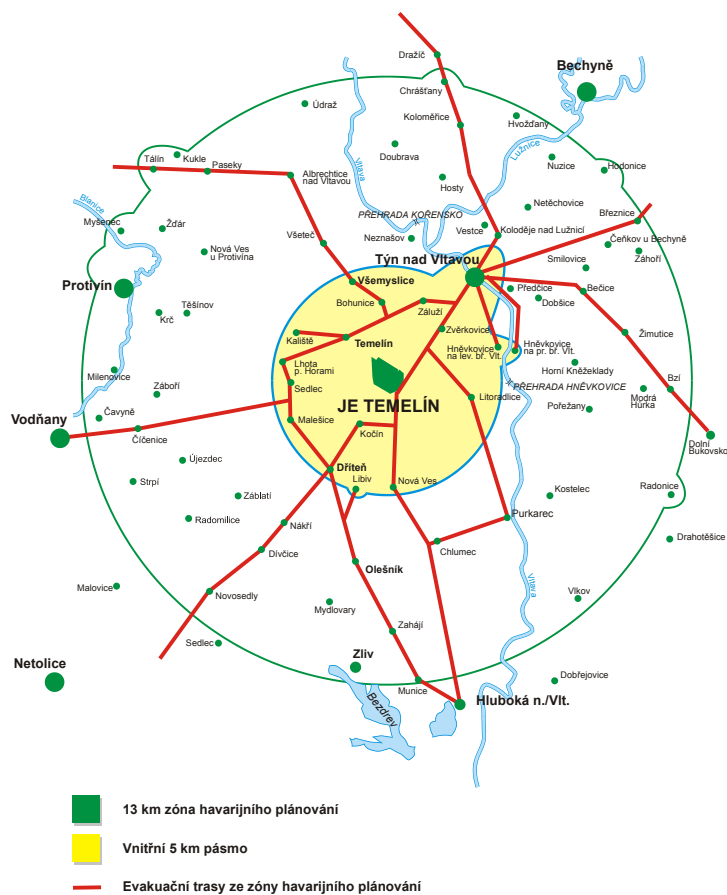 Dražíč
Bechyně
Chrášťany
Údraž
Koloměřice
Hvožďany
Doubrava
Lužnice
Kukle
Tálín
Paseky
Vltava
Nuzice
Hodonice
Albrechtice
nad Vltavou
Hosty
Blanice
Netěchovice
PŘEHRADA KOŘENSKO
Březnice
Myšenec
Žďár
Všeteč
Neznašov
Vestce
Koloděje nad Lužnicí
Čeňkov u Bechyně
Nová Ves
u Protivína
Týn nad Vltavou
Smilovice
Záhoří
Protivín
Všemyslice
Předčice
Bečice
Bohunice
Dobšice
Těšínov
Krč
Záluží
Zvěrkovice
Kaliště
Temelín
Hněvkovice
na lev. bř. Vlt.
Hněvkovice
na pr. bř. Vlt.
Žimutice
Lhota
p. Horami
Horní Kněžeklady
Milenovice
Sedlec
Bzí
Záboří
JE TEMELÍN
Litoradlice
PŘEHRADA HNĚVKOVICE
Modrá
Hůrka
Čavyně
Malešice
Pořežany
Vodňany
Číčenice
Kočín
Dolní
Bukovsko
Újezdec
Dříteň
Strpí
Libiv
Nová Ves
Radonice
Záblatí
Kostelec
Radomilice
Nákří
Purkarec
Drahotěšice
Dívčice
Chlumec
Olešník
Vltava
Malovice
Novosedly
Vlkov
Mydlovary
Zahájí
Sedlec
Zliv
Netolice
Dobřejovice
Munice
Bezdrev
Hluboká n./Vlt.
13 km zóna havarijního plánování
Vnitřní 5 km pásmo
Evakuační trasy ze zóny havarijního plánování